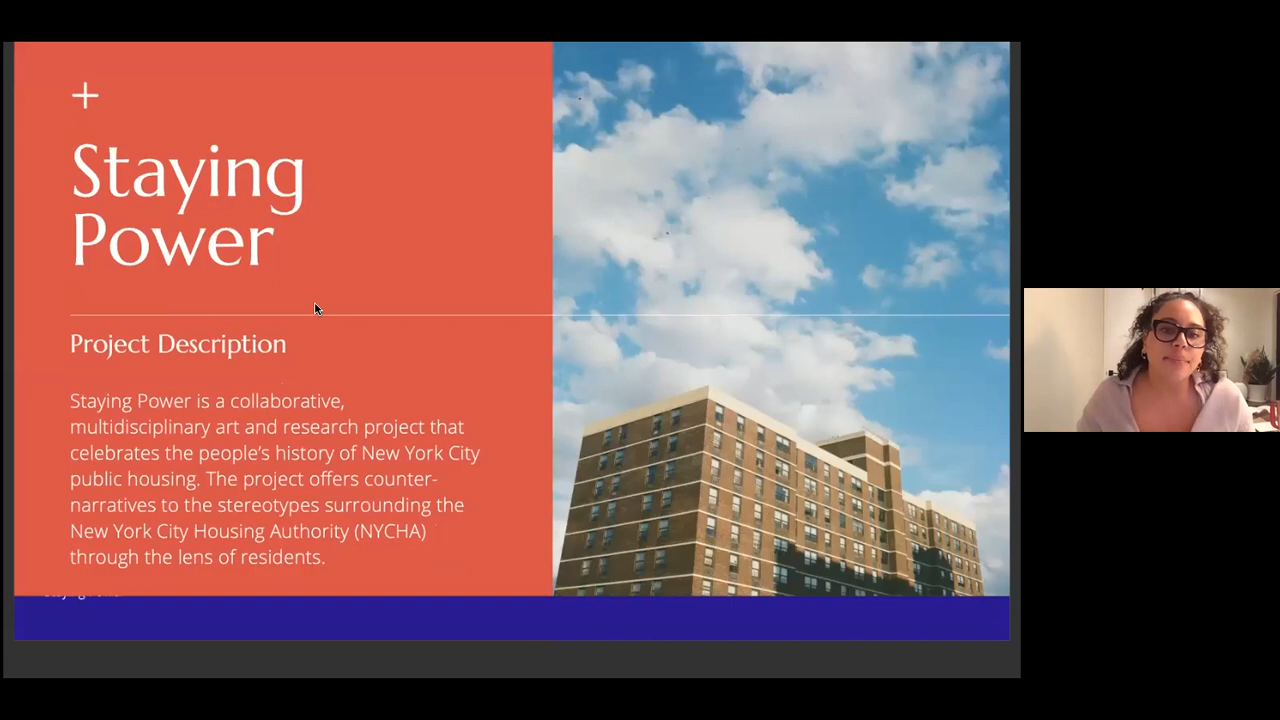 Staying
Power
Project Description
Staying Power is a collaborative,
multidisciplinary art and research project that
celebrates the people's history of New York City
public housing. The project offers counter-
narratives to the stereotypes surrounding the
New York City Housing Authority (NYCHA)
through the lens of residents.